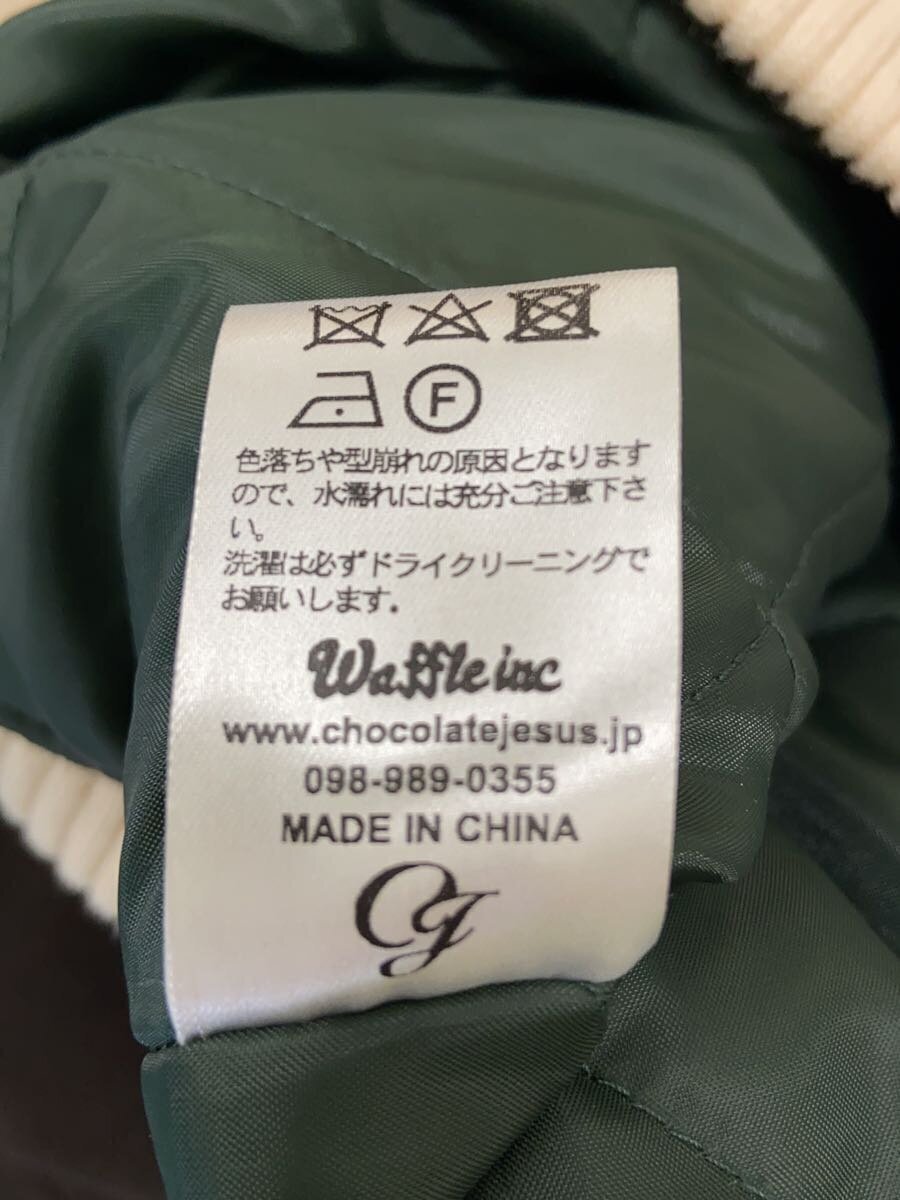 F
色落ちや型崩れの原因となります
ので、水濡れには充分ご注意下さ
い。
洗濯は必ずドライクリーニングで
お願いします.
Waffle inc
www.chocolatejesus.jp
098-989-0355
MADE IN CHINA
CJ